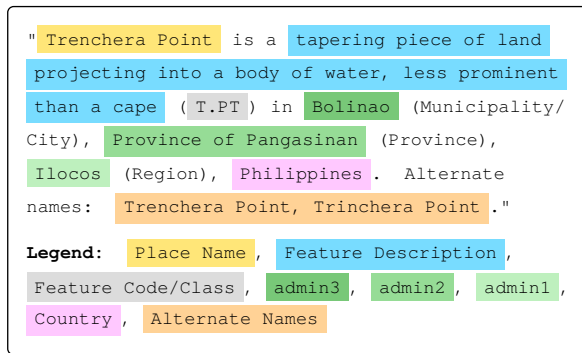 "Trenchera Point is a tapering piece of land
projecting into a body of water, less prominent
than a cape (T.PT) in Bolinao (Municipality/
City), Province of Pangasinan (Province),
Ilocos (Region), Philippines. Alternate
names: Trenchera Point, Trinchera Point."
Legend: Place Name, Feature Description,
Feature Code/Class, admin3, admin2, admin1,
Country, Alternate Names